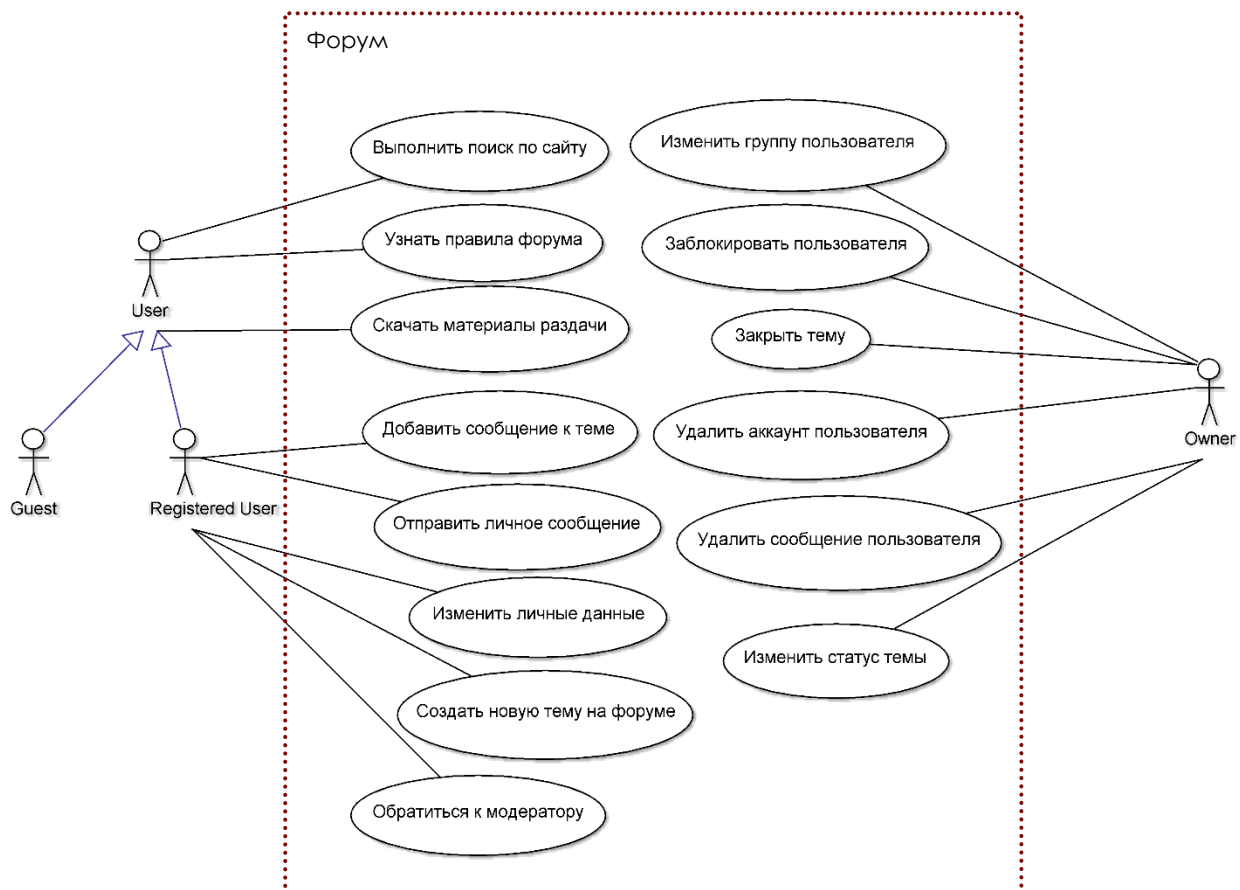 Форум
Выполнить поиск по сайту
Изменить группу пользователя
Узнать правила форума
Заблокировать пользователя
User
Скачать материалы раздачи
Закрыть тему
Добавить сообщение к теме
Удалить аккаунт пользователя
Owner
Guest
Registered User
Отправить личное сообщение
Удалить сообщение пользователя
Изменить личные данные
Изменить статус темы
Создать новую тему на форуме
Обратиться к модератору